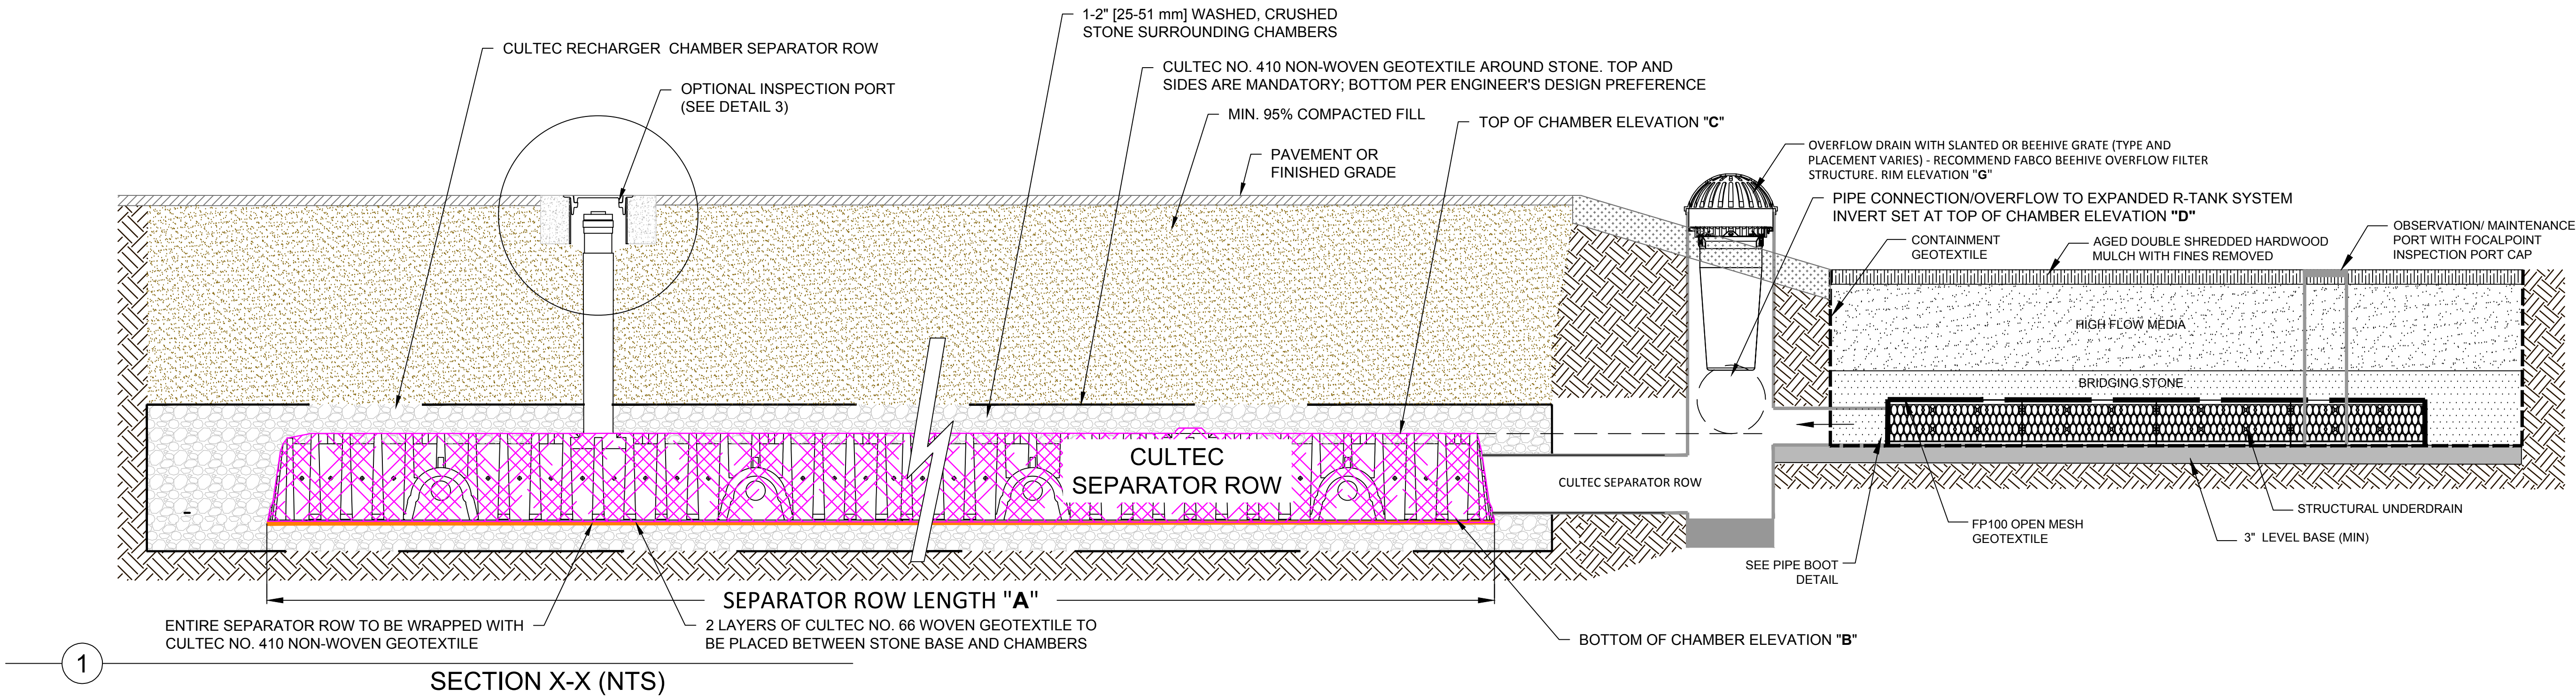 1-2" [25-51 mm] WASHED, CRUSHED
STONE SURROUNDING CHAMBERS
CULTEC RECHARGER CHAMBER SEPARATOR ROW
OPTIONAL INSPECTION PORT
(SEE DETAIL 3)
CULTEC NO. 410 NON-WOVEN GEOTEXTILE AROUND STONE. TOP AND
SIDES ARE MANDATORY; BOTTOM PER ENGINEER'S DESIGN PREFERENCE
MIN. 95% COMPACTED FILL
TOP OF CHAMBER ELEVATION "C"
PAVEMENT OR
FINISHED GRADE
OVERFLOW DRAIN WITH SLANTED OR BEEHIVE GRATE (TYPE AND
PLACEMENT VARIES) - RECOMMEND FABCO BEEHIVE OVERFLOW FILTER
STRUCTURE. RIM ELEVATION "G"
PIPE CONNECTION/OVERFLOW TO EXPANDED R-TANK SYSTEM
INVERT SET AT TOP OF CHAMBER ELEVATION "D"
CONTAINMENT
GEOTEXTILE
AGED DOUBLE SHREDDED HARDWOOD
MULCH WITH FINES REMOVED
OBSERVATION/ MAINTENANCE
PORT WITH FOCALPOINT
INSPECTION PORT CAP
HIGH FLOW MEDIA
BRIDGING STONE
CULTEC
SEPARATOR ROW
CULTEC SEPARATOR ROW
STRUCTURAL UNDERDRAIN
FP100 OPEN MESH
GEOTEXTILE
3" LEVEL BASE (MIN)
SEE PIPE BOOT
DETAIL
SEPARATOR ROW LENGTH "A"
ENTIRE SEPARATOR ROW TO BE WRAPPED WITH
CULTEC NO. 410 NON-WOVEN GEOTEXTILE
2 LAYERS OF CULTEC NO. 66 WOVEN GEOTEXTILE TO
BE PLACED BETWEEN STONE BASE AND CHAMBERS
BOTTOM OF CHAMBER ELEVATION "B"
1
SECTION X-X (NTS)